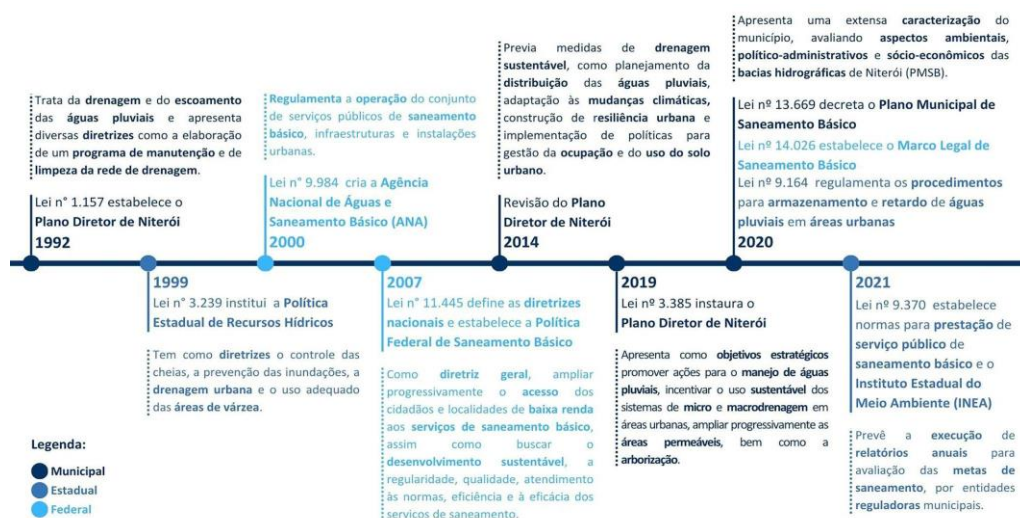 Trata da drenagem e do escoamento
das águas pluviais e apresenta
diversas diretrizes como a elaboração
de um programa de manutenção e de
limpeza da rede de drenagem.
Lei n° 1.157 estabelece o
Plano Diretor de Niterói
1992
Regulamenta a operação do conjunto
de serviços públicos de saneamento
básico, infraestruturas e instalações
urbanas.
Lei n° 9.984 cria a Agência
Nacional de Águas e
Saneamento Básico (ANA)
2000
Previa medidas de drenagem
sustentável, como planejamento da
distribuição das águas pluviais,
adaptação às mudanças climáticas,
construção de resiliência urbana e
implementação de políticas para
gestão da ocupação e do uso do solo
urbano.
Revisão do Plano
Diretor de Niterói
2014
Apresenta uma extensa caracterização do
município, avaliando aspectos ambientais,
político-administrativos e sócio-econômicos das
bacias hidrográficas de Niterói (PMSB).
Lei nº 13.669 decreta o Plano Municipal de
Saneamento Básico
Lei nº 14.026 estabelece o Marco Legal de
Saneamento Básico
Lei nº 9.164 regulamenta os procedimentos
para armazenamento e retardo de águas
pluviais em áreas urbanas
2020
1999
Lei n° 3.239 institui a Política
Estadual de Recursos Hídricos
Tem como diretrizes o controle das
cheias, a prevenção das inundações, a
drenagem urbana e o uso adequado
das áreas de várzea.
2007
Lei n° 11.445 define as diretrizes
nacionais e estabelece a Política
Federal de Saneamento Básico
Como diretriz geral, ampliar
progressivamente o acesso dos
cidadãos e localidades de baixa renda
aos serviços de saneamento básico,
assim como buscar o
desenvolvimento sustentável, a
regularidade, qualidade, atendimento
às normas, eficiência e à eficácia dos
serviços de saneamento.
2019
Lei nº 3.385 instaura o
Plano Diretor de Niterói
Apresenta como objetivos estratégicos
promover ações para o manejo de águas
pluviais, incentivar o uso sustentável dos
sistemas de micro e macrodrenagem em
áreas urbanas, ampliar progressivamente as
áreas permeáveis, bem como a
arborização.
2021
Lei nº 9.370 estabelece
normas para prestação de
serviço público de
saneamento básico e o
Instituto Estadual do
Meio Ambiente (INEA)
Prevê a execução de
relatórios anuais para
avaliação das metas de
saneamento, por entidades
reguladoras municipais.
Legenda:
Municipal
Estadual
Federal